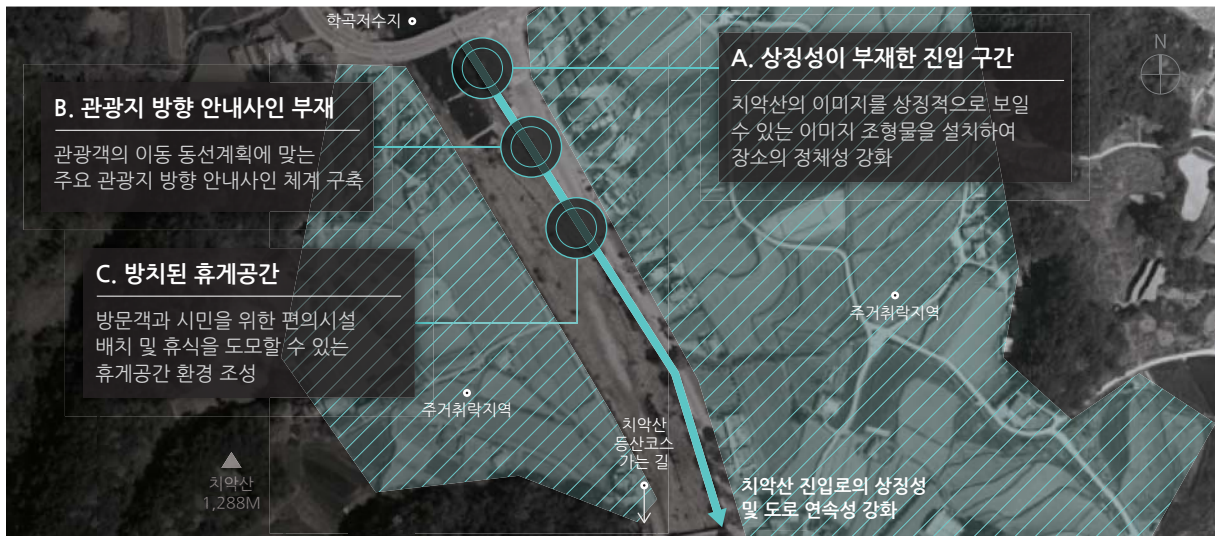 학곡저수지
A. 상징성이 부재한 진입 구간
치악산의 이미지를 상징적으로 보일
수 있는 이미지 조형물을 설치하여
장소의 정체성 강화
N
B. 관광지 방향 안내사인 부재
관광객의 이동 동선계획에 맞는
주요 관광지 방향 안내사인 체계 구축
C. 방치된 휴게공간
방문객과 시민을 위한 편의시설
배치 및 휴식을 도모할 수 있는
휴게공간 환경 조성
주거취락지역
주거취락지역
치악산
등산코스
가는 길
치악산
1,288M
치악산 진입로의 상징성
및 도로 연속성 강화